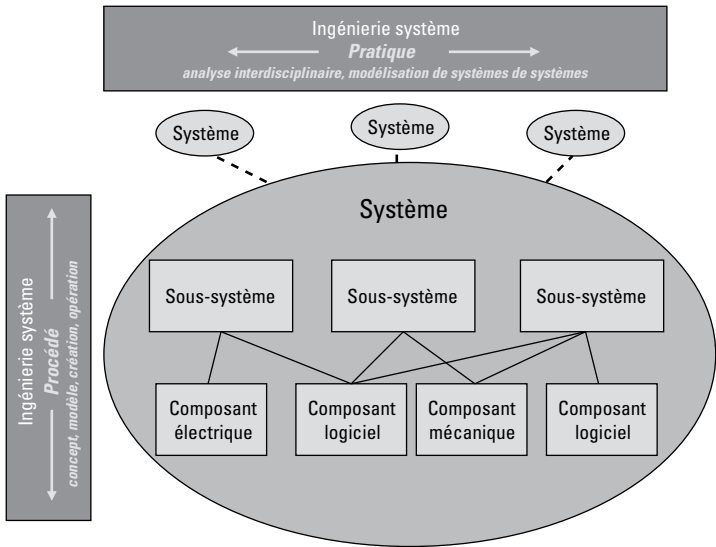 Ingénierie système
Pratique
analyse interdisciplinaire, modélisation de systèmes de systèmes
Système
Système
Système
Système
Ingénierie système
Procédé
concept, modèle, création, opération
Sous-système
Sous-système
Sous-système
Composant
électrique
Composant
logiciel
Composant
mécanique
Composant
logiciel